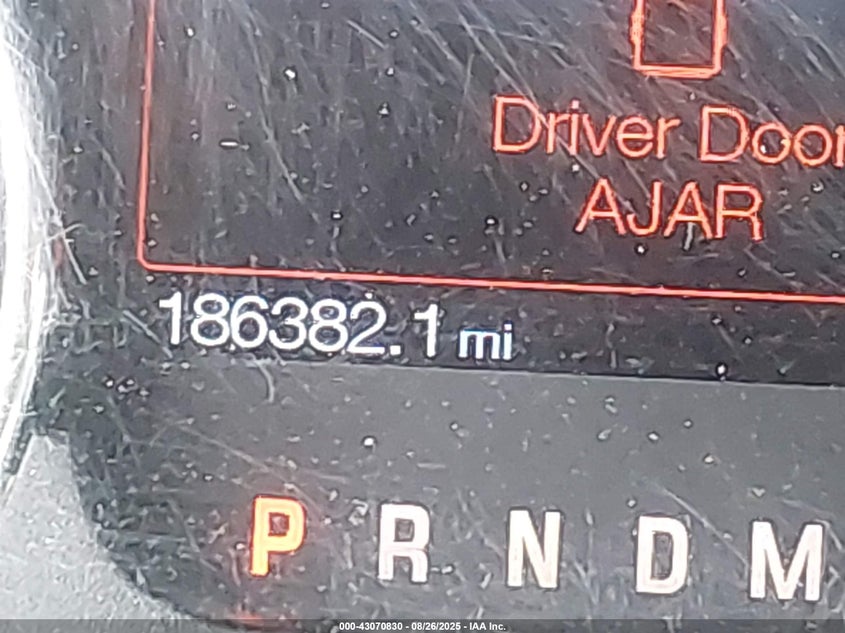 Driver Door
AJAR
186382.1 mi
P R N D M
000-43070830 - 08/26/2025 - IAA Inc.